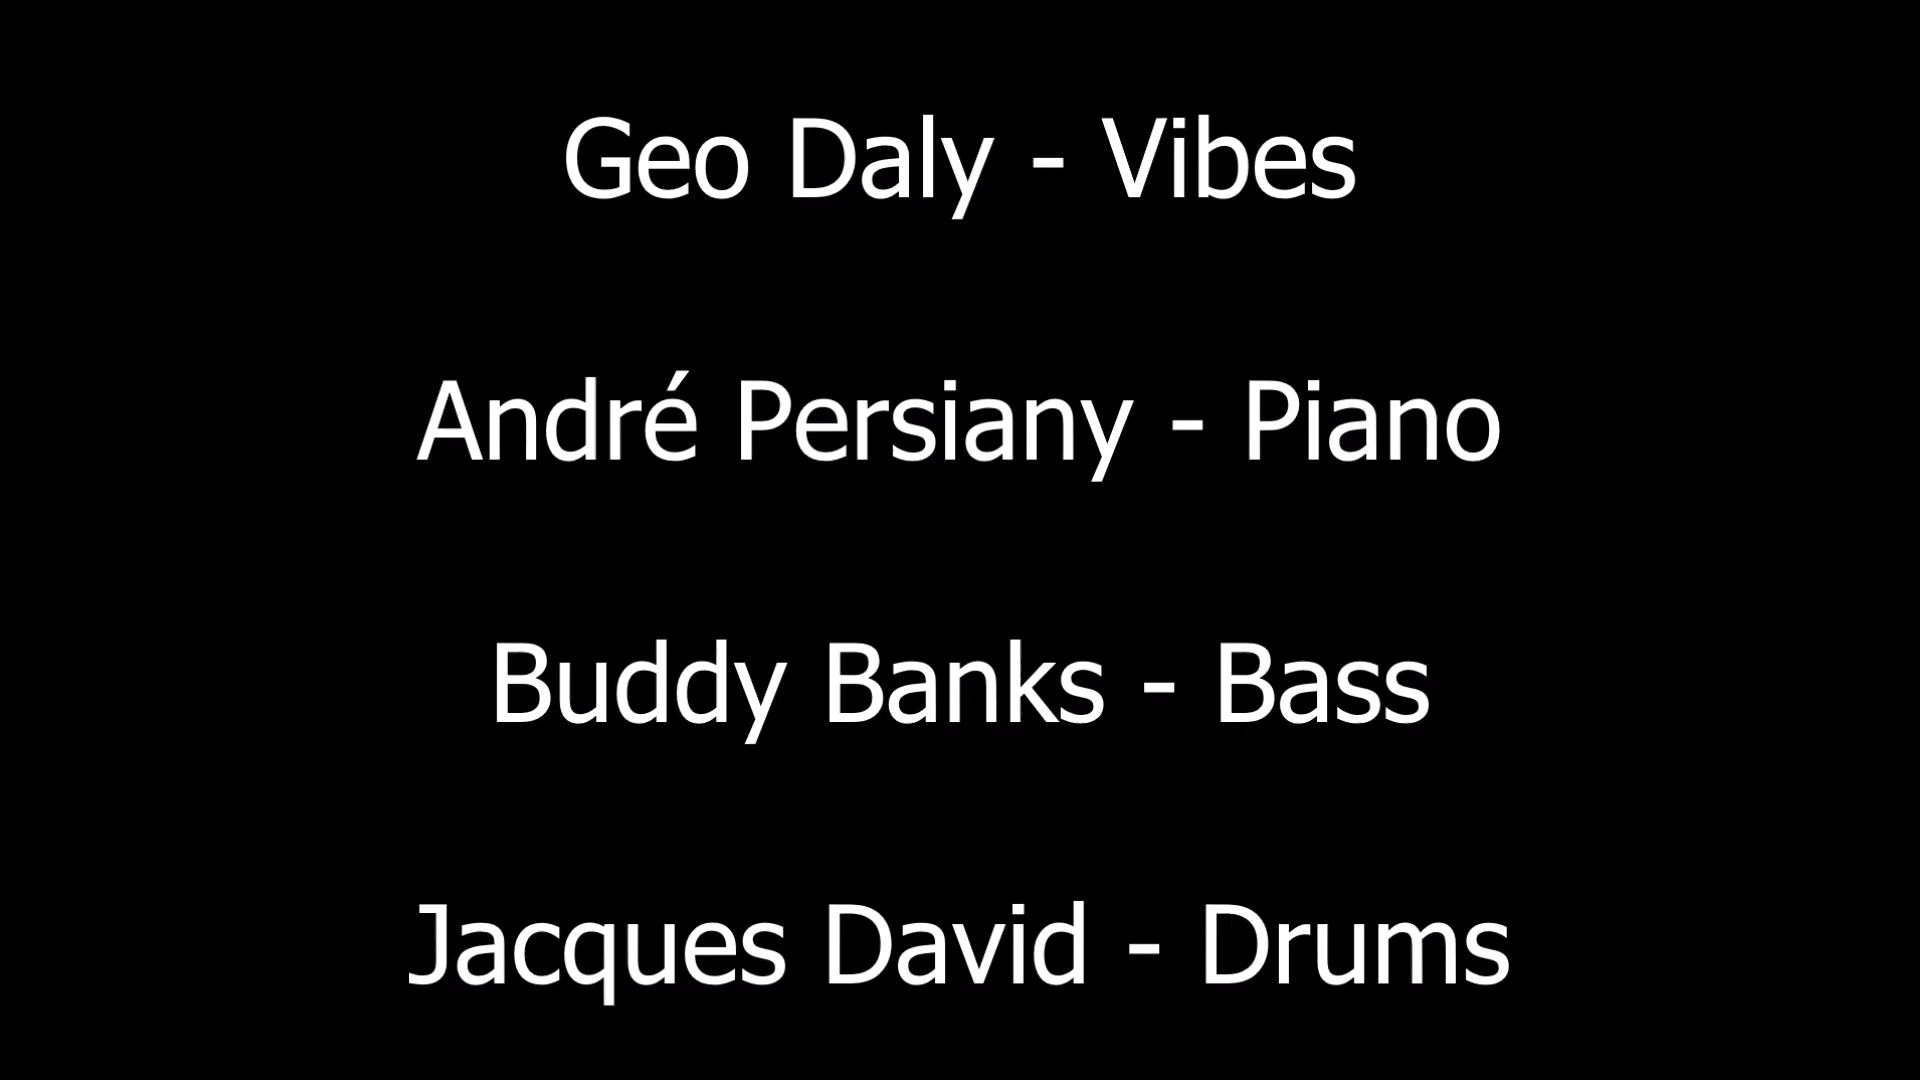 Geo Daly - Vibes
André Persiany - Piano
Buddy Banks - Bass
Jacques David - Drums